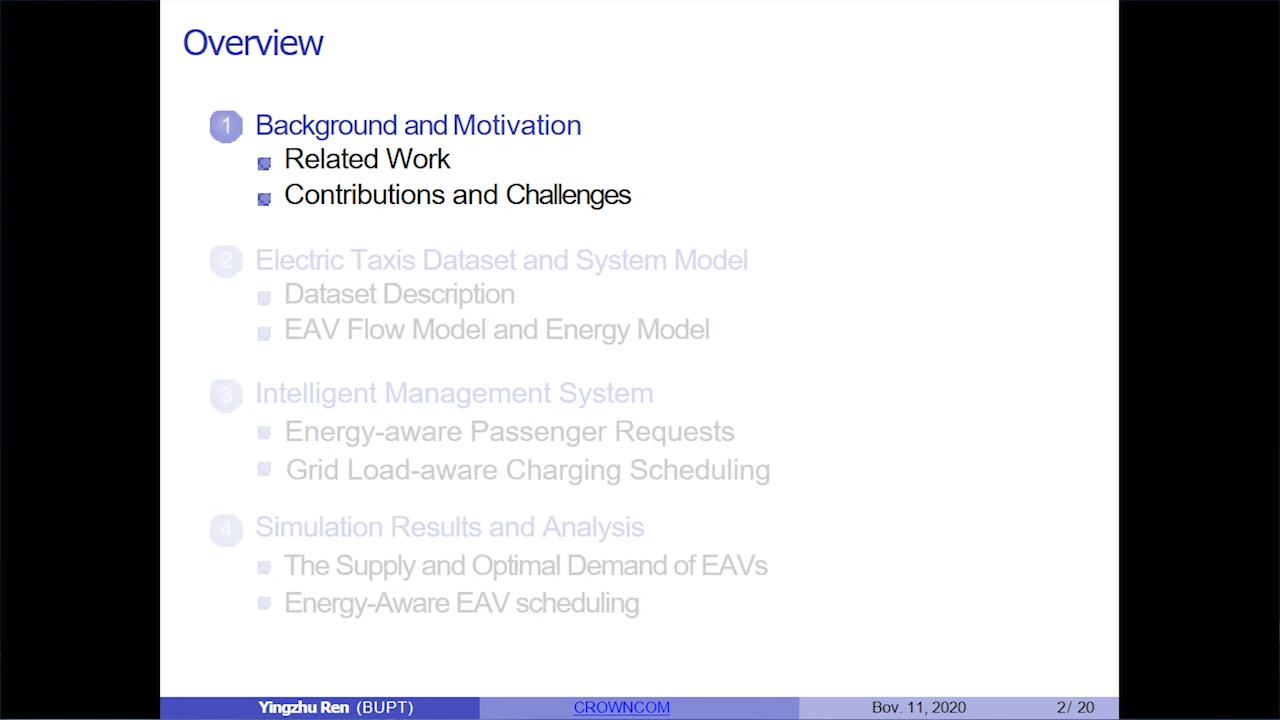 Overview
1 Background and Motivation
Related Work
Contributions and Challenges
2 Electric Taxis Dataset and System Model
Dataset Description
EAV Flow Model and Energy Model
3 Intelligent Management System
Energy-aware Passenger Requests
Grid Load-aware Charging Scheduling
4 Simulation Results and Analysis
The Supply and Optimal Demand of EAVs
Energy-Aware EAV scheduling
Yingzhu Ren (BUPT) CROWNCOM Bov. 11, 2020 2/ 20